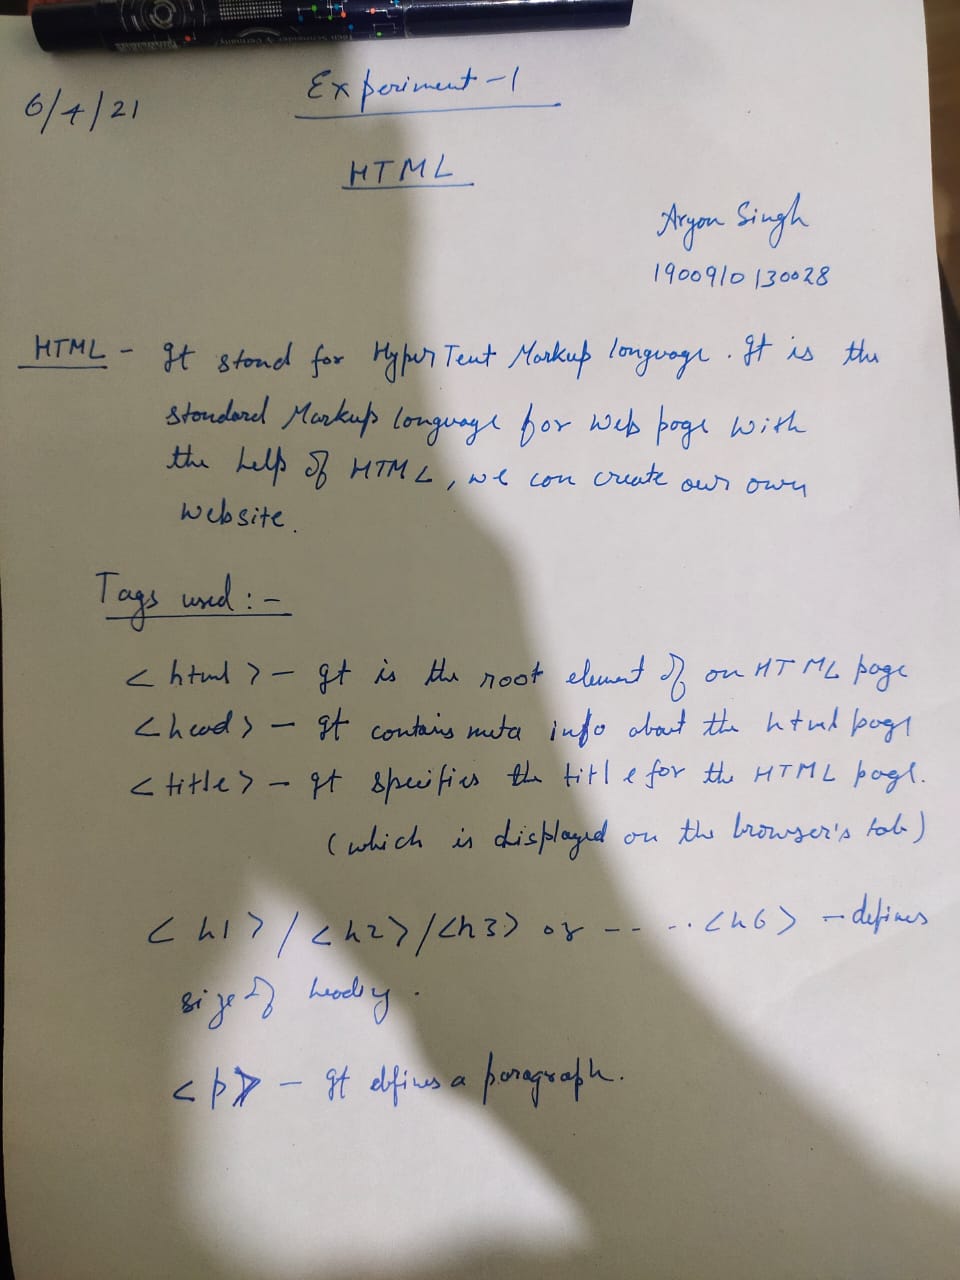 6/4/21
Experiment-1
HTML
Aryan Singh
1900910130028
HTML - It stand for Hyper Text Markup language. It is the
standard Markup language for web page with
the help of HTML, we can create our own
website.
Tags used :-
<html> - It is the root element of an HTML page
<head> - It contains meta info about the html page
<title> - It specifies the title for the HTML page.
(which is displayed on the browser's tab)
<h1>/<h2>/<h3> or -- -- .. <h6> - defines
size of heading.
<p> - It defines a paragraph.